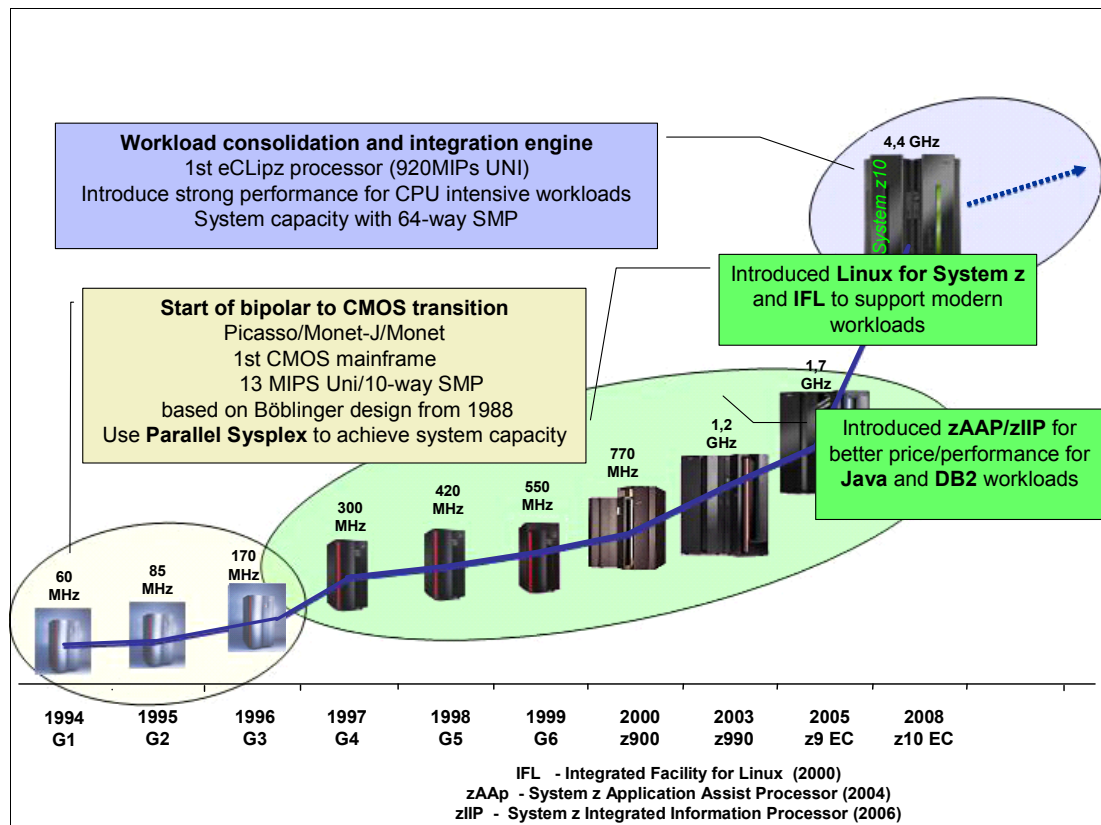 4,4 GHz
Workload consolidation and integration engine
1st eCLipz processor (920MIPs UNI)
Introduce strong performance for CPU intensive workloads
System capacity with 64-way SMP
System z10
Introduced Linux for System z
and IFL to support modern
workloads
Start of bipolar to CMOS transition
Picasso/Monet-J/Monet
1st CMOS mainframe
13 MIPS Uni/10-way SMP
based on Böblinger design from 1988
Use Parallel Sysplex to achieve system capacity
1,7
GHz
Introduced zAAP/zIIP for
better price/performance for
Java and DB2 workloads
1,2
GHz
770
MHz
550
MHz
420
MHz
300
MHz
170
MHz
85
MHz
60
MHz
1994 1995 1996 1997 1998 1999 2000 2003 2005 2008
G1 G2 G3 G4 G5 G6 z900 z990 z9 EC z10 EC
IFL - Integrated Facility for Linux (2000)
zAAp - System z Application Assist Processor (2004)
zIIP - System z Integrated Information Processor (2006)